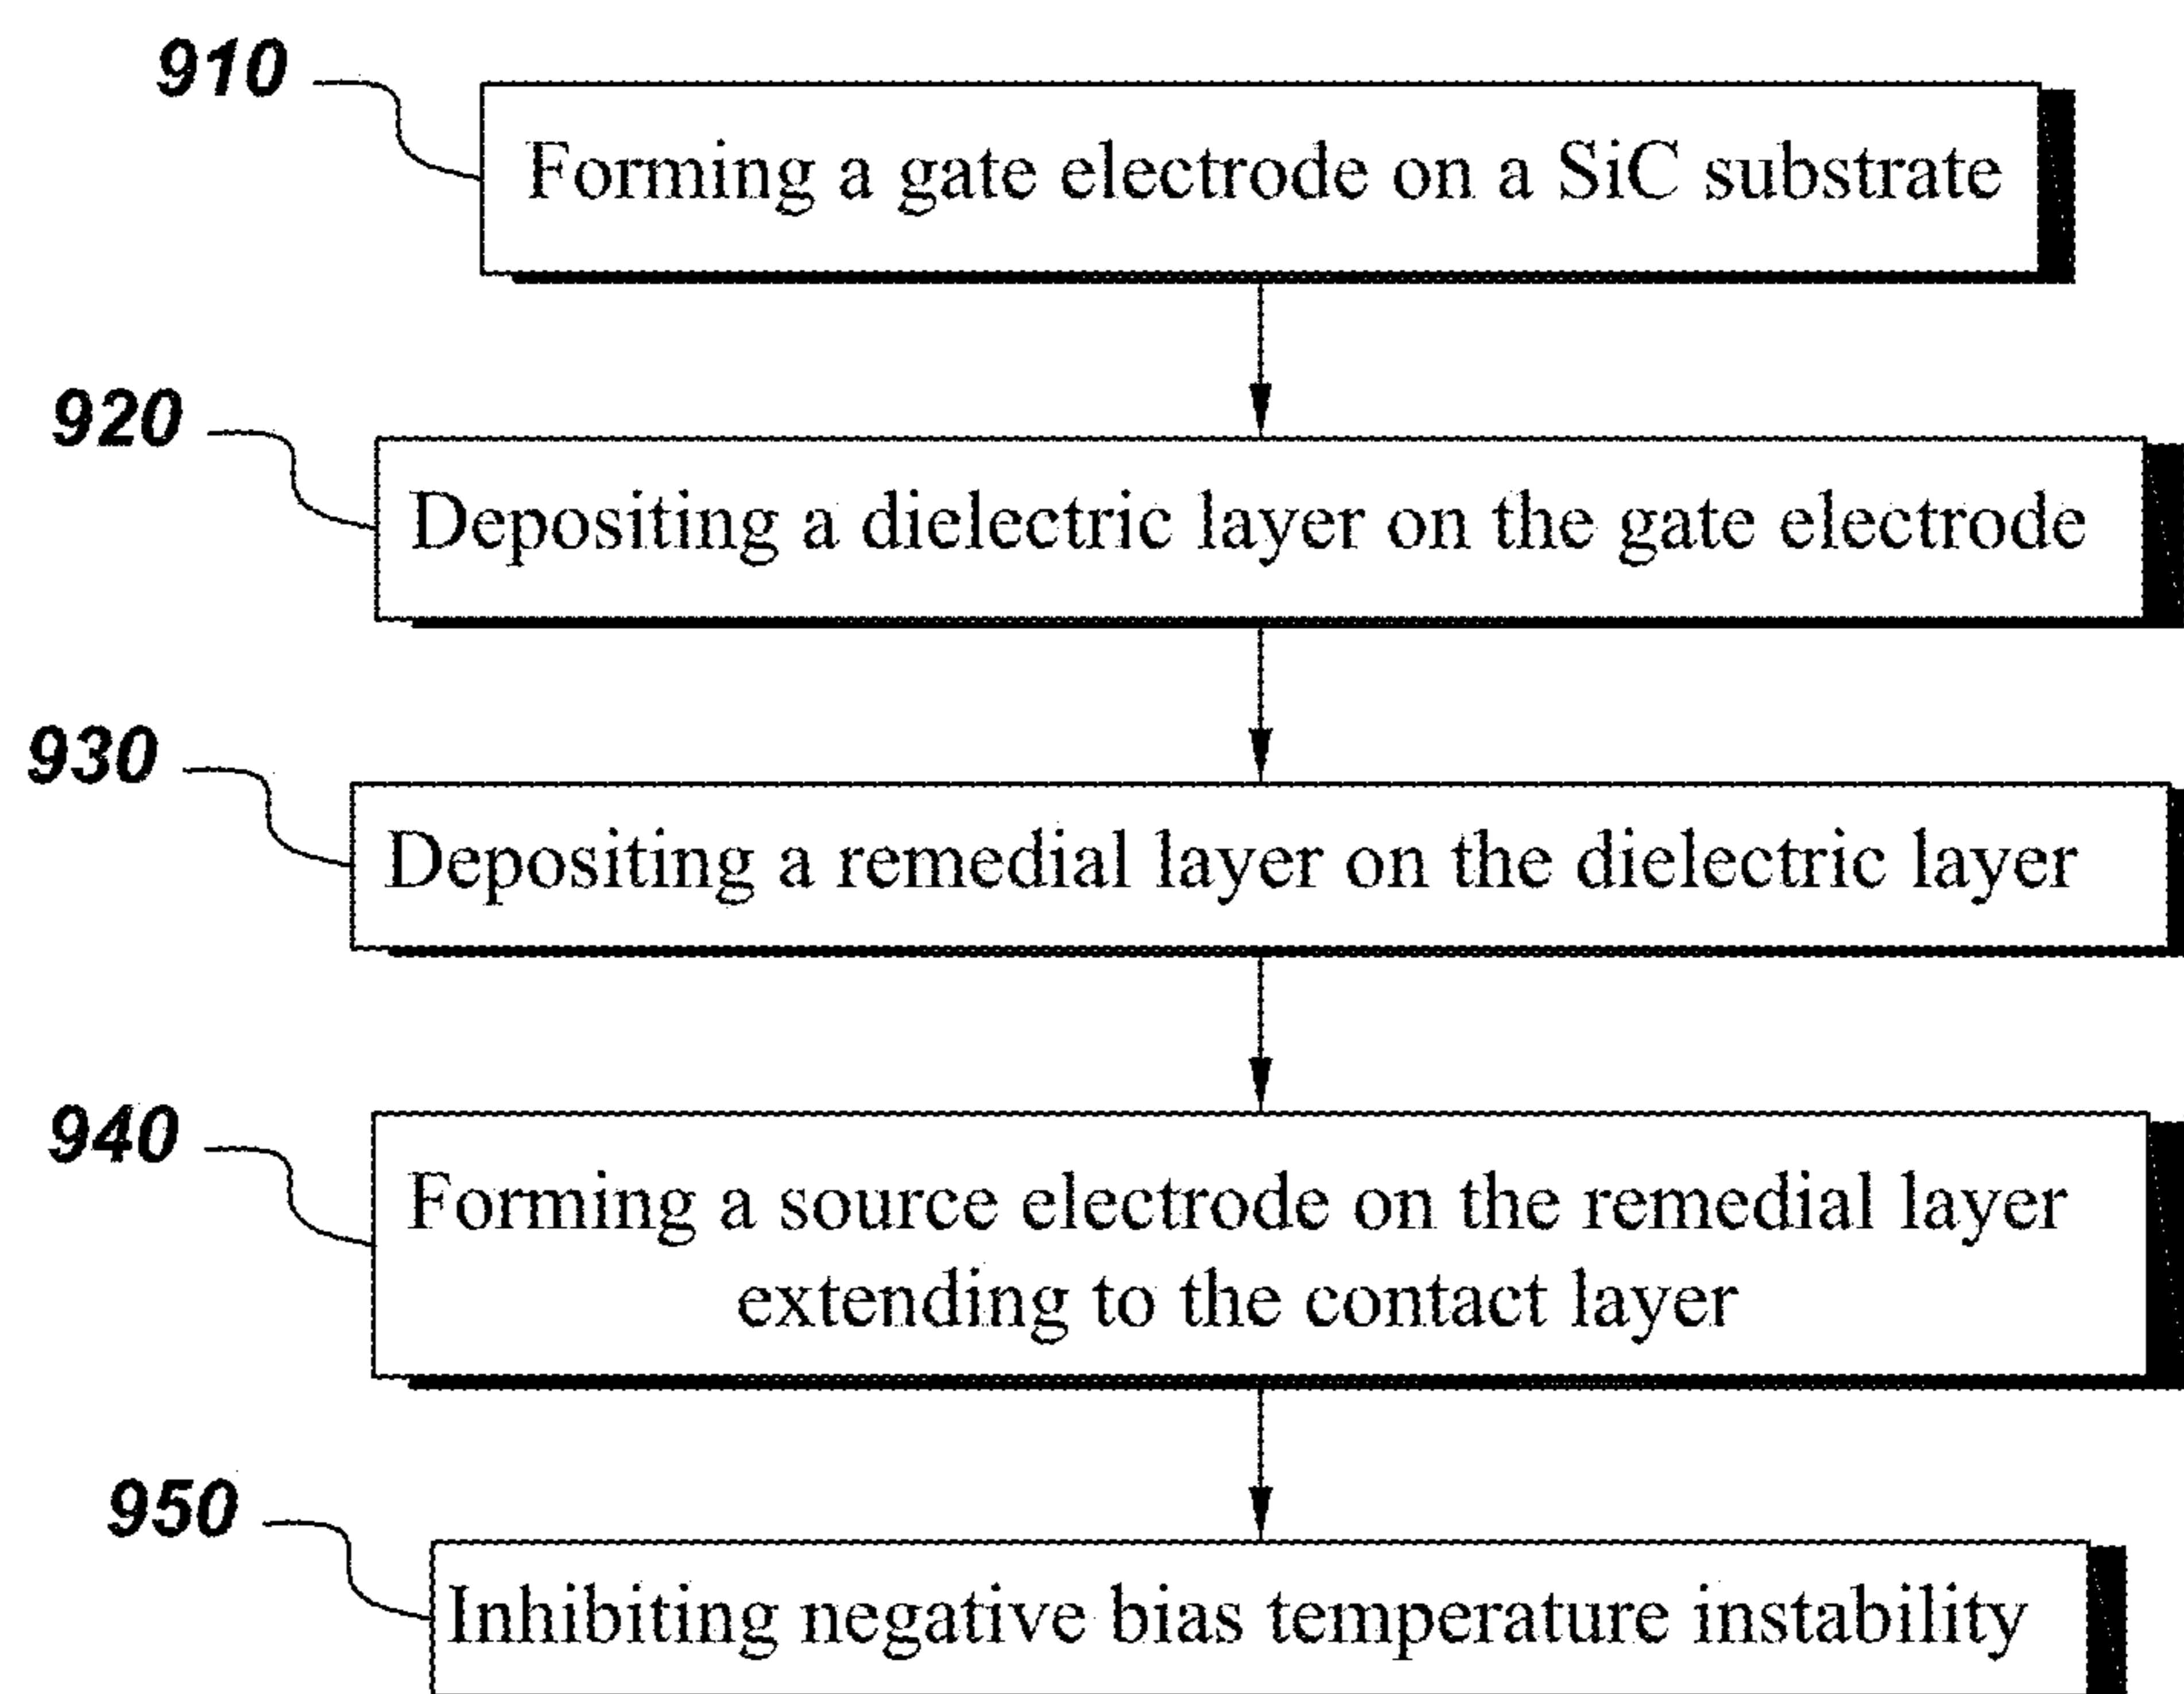 910
Forming a gate electrode on a SiC substrate
920
Depositing a dielectric layer on the gate electrode
930
Depositing a remedial layer on the dielectric layer
940
Forming a source electrode on the remedial layer
extending to the contact layer
950
Inhibiting negative bias temperature instability